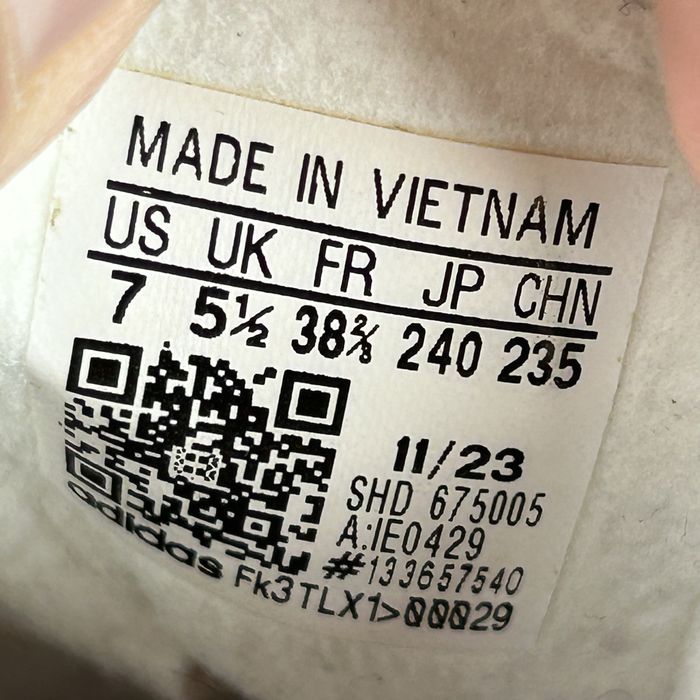 MADE IN VIETNAM
US UK FR JP CHN
7 5½ 38⅔ 240 235
11/23
SHD 675005
A:IE0429
#133657540
adidas Fk3TLX1>00029